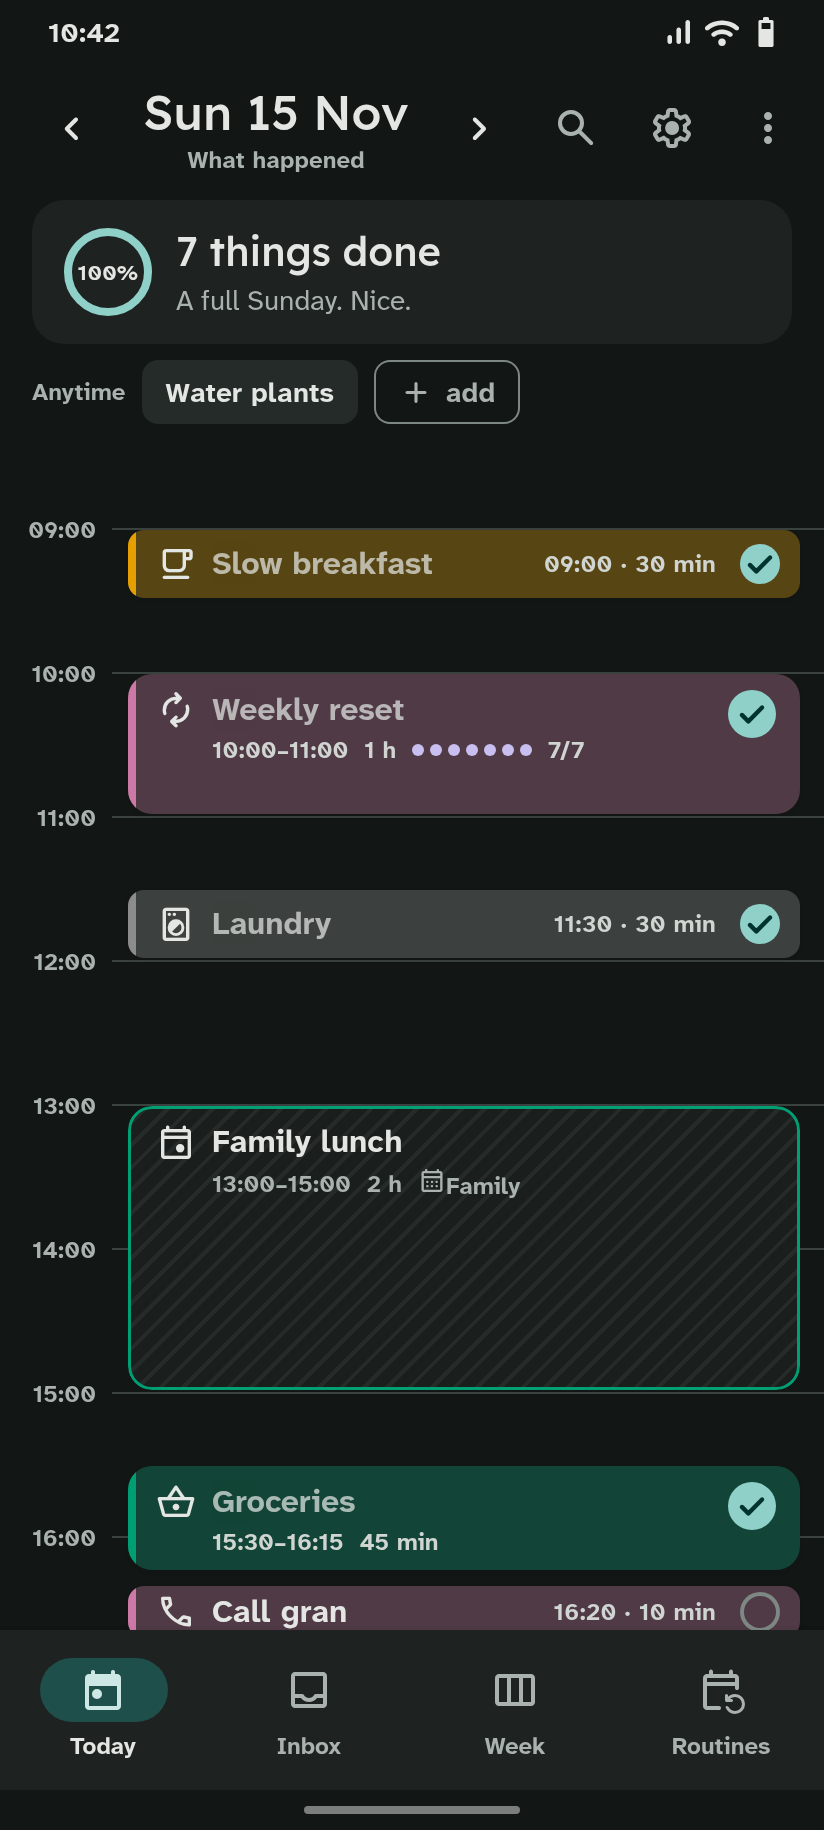 10:42
Sun 15 Nov
What happened
100%
7 things done
A full Sunday. Nice.
Anytime
Water plants
+ add
09:00
Slow breakfast 09:00 · 30 min
10:00
Weekly reset
10:00–11:00 1 h 7/7
11:00
Laundry 11:30 · 30 min
12:00
13:00
Family lunch
13:00–15:00 2 h Family
14:00
15:00
Groceries
15:30–16:15 45 min
16:00
Call gran 16:20 · 10 min
Today Inbox Week Routines